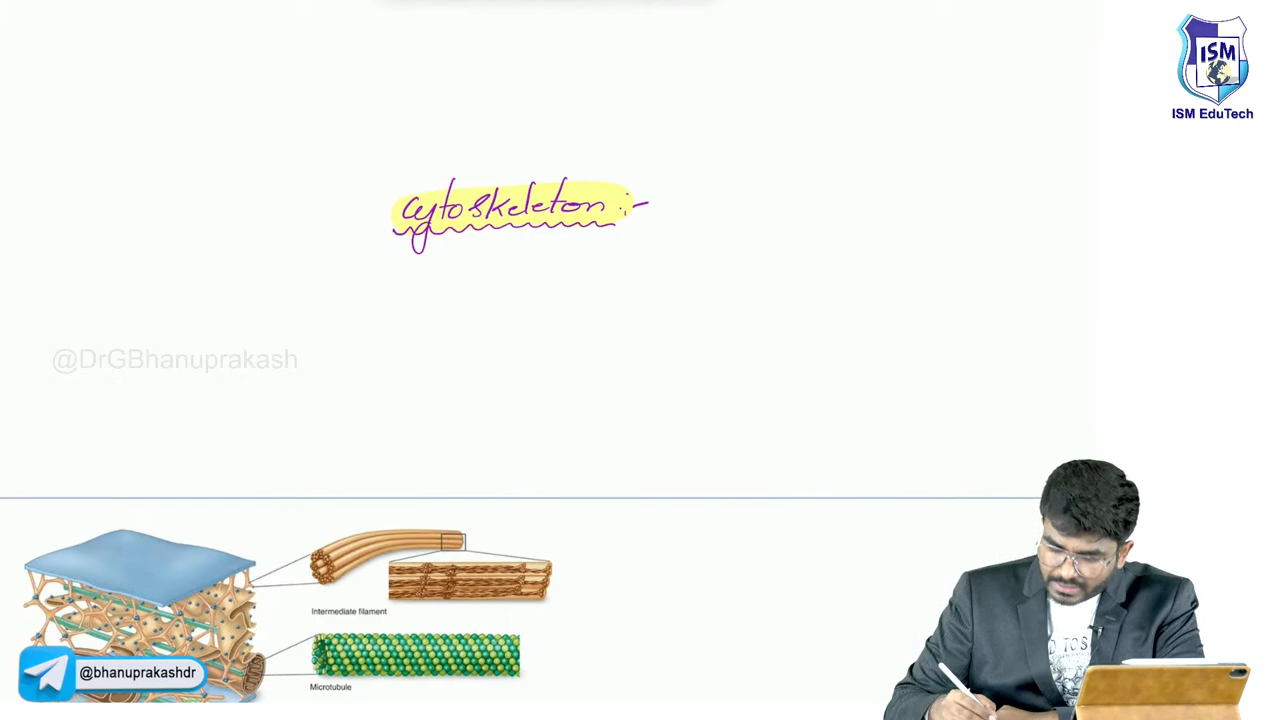 ISM
ISM EduTech
cytoskeleton :-
@DrGBhanuprakash
Intermediate filament
@bhanuprakashdr
Microtubule